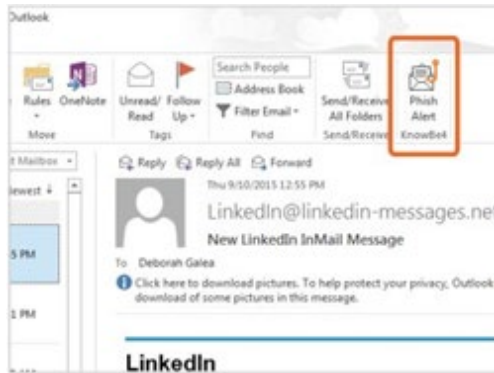 Outlook
Search People
Rules OneNote
Unread/ Follow
Read Up
Address Book
Filter Email
Send/Receive
All Folders
Phish
Alert
Move
Tags
Find
Send/Receive
KnowBe4
t Mailbox
Reply Reply All Forward
Thu 9/10/2015 12:55 PM
ewest ↓
LinkedIn@linkedin-messages.net
New LinkedIn InMail Message
5 PM
To Deborah Galea
Click here to download pictures. To help protect your privacy, Outlook
download of some pictures in this message.
1 PM
LinkedIn